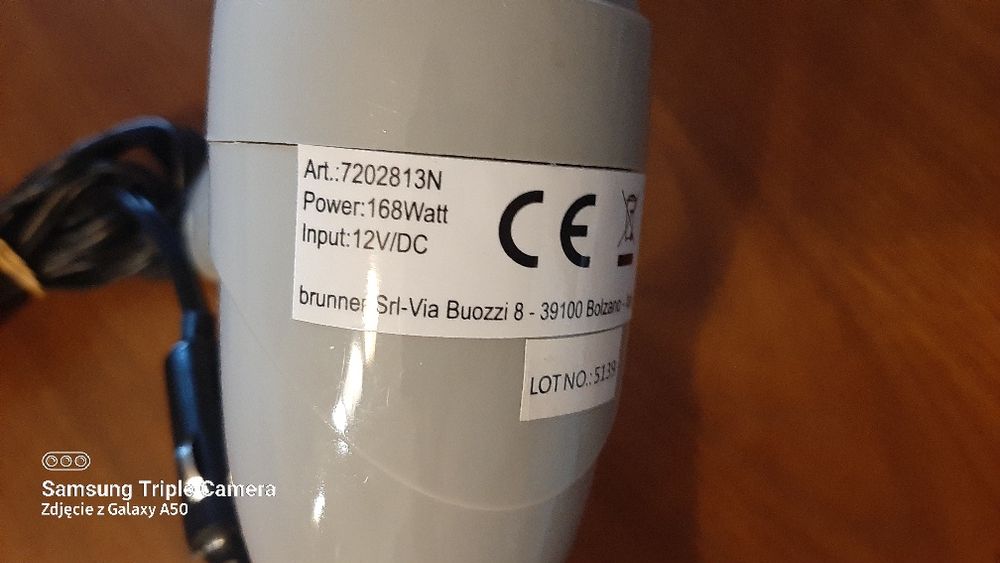 Art.:7202813N
Power:168Watt
Input:12V/DC
CE
brunner Srl-Via Buozzi 8 - 39100 Bolzano -
LOT NO.: 5139
Samsung Triple Camera
Zdjęcie z Galaxy A50